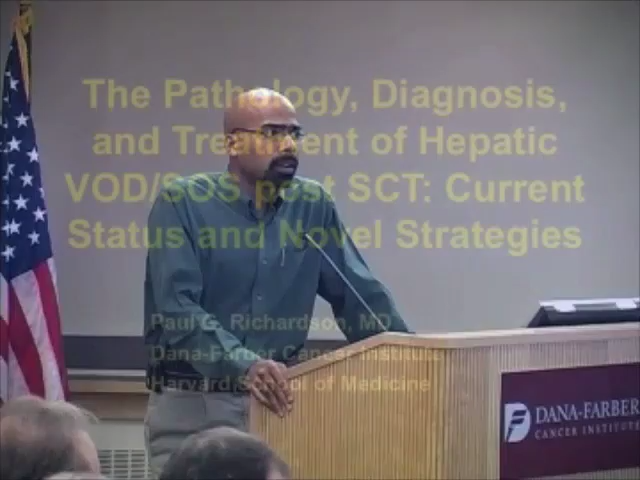 The Pathology, Diagnosis,
and Treatment of Hepatic
VOD/SOS post SCT: Current
Status and Novel Strategies
Paul G. Richardson, MD
Dana-Farber Cancer Institute
Harvard School of Medicine
DANA-FARBER
CANCER INSTITUTE